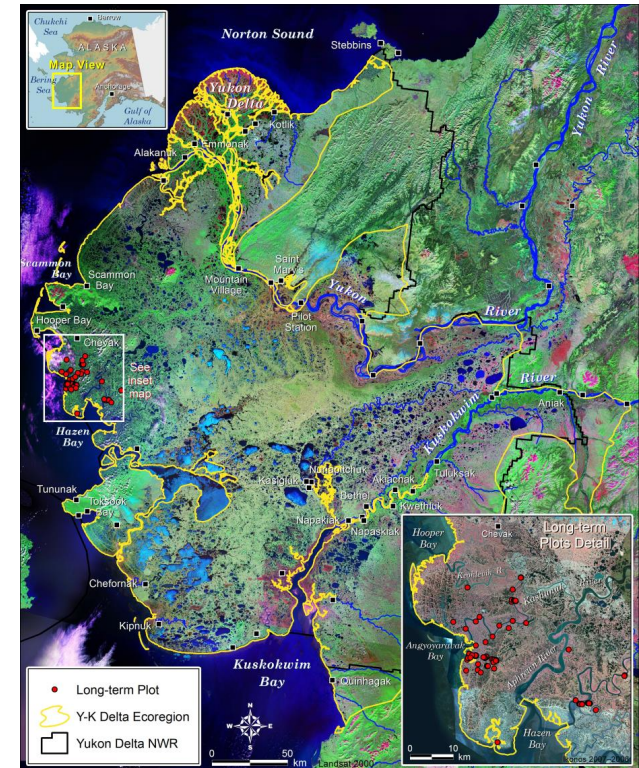 Barrow
Chukchi
Sea
ALASKA
Map View
Bering
Sea
Anchorage
Gulf of
Alaska
Norton Sound
Stebbins
Yukon
River
Yukon
Delta
Kotlik
Emmonak
Alakanuk
Scammon
Bay
Scammon
Bay
Mountain
Village
Saint
Mary's
Pilot
Station
Yukon
River
Hooper Bay
Chevak
See
inset
map
Hazen
Bay
Kuskokwim
River
Aniak
Tuluksak
Nunapitchuk
Kasigluk
Akiachak
Bethel
Kwethluk
Napakiak
Napaskiak
Tununak
Toksook
Bay
Chefornak
Kipnuk
Kuskokwim
Bay
Quinhagak
Long-term Plot
Y-K Delta Ecoregion
Yukon Delta NWR
N
W
E
S
0
50
km
Landsat 2000
Long-term
Plots Detail
Hooper
Bay
Chevak
Kashunuk
River
Angyoyaravak
Bay
Aphrewn River
Hazen
Bay
0
10
km